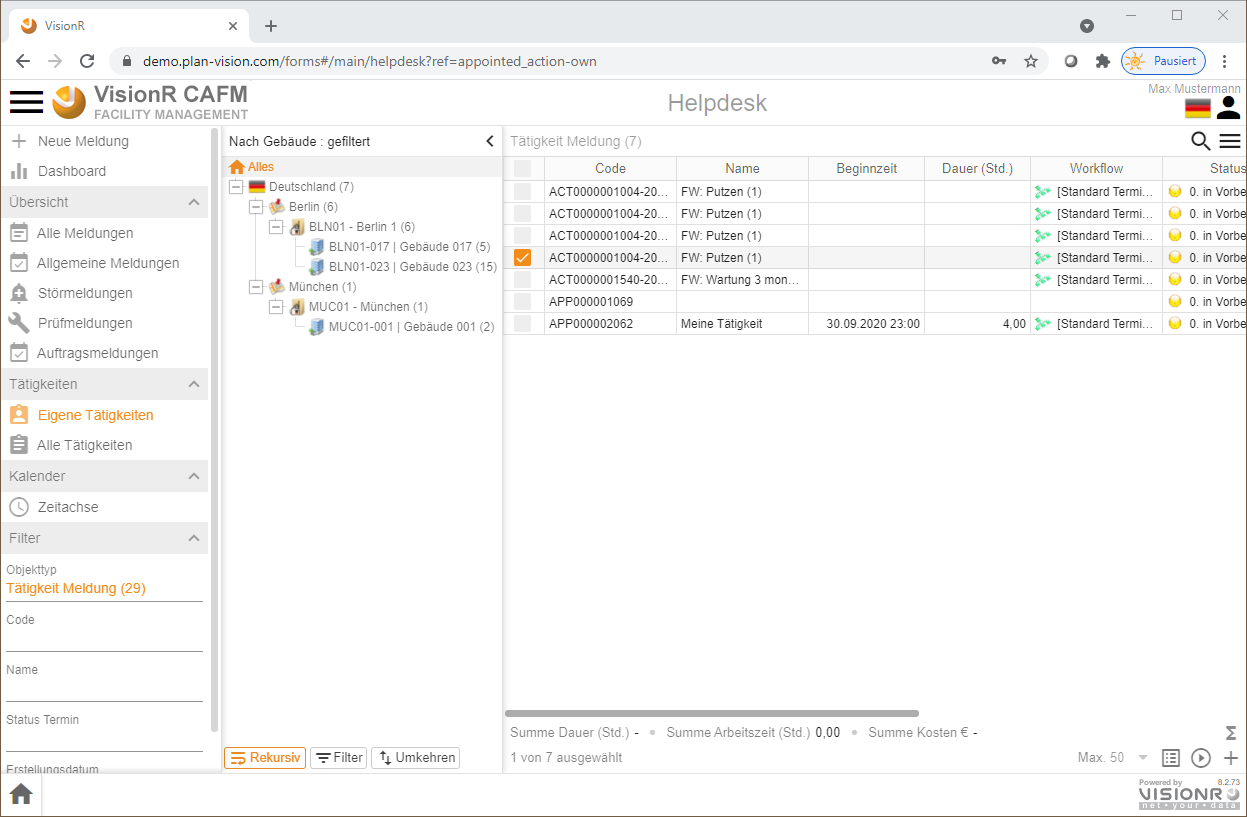 VisionR
demo.plan-vision.com/forms#/main/helpdesk?ref=appointed_action-own
Pausiert
VisionR CAFM
FACILITY MANAGEMENT
Helpdesk
Max Mustermann
Neue Meldung
Dashboard
Übersicht
Alle Meldungen
Allgemeine Meldungen
Störmeldungen
Prüfmeldungen
Auftragsmeldungen
Tätigkeiten
Eigene Tätigkeiten
Alle Tätigkeiten
Kalender
Zeitachse
Filter
Objekttyp
Tätigkeit Meldung (29)
Code
Name
Status Termin
Erstellungsdatum
Nach Gebäude : gefiltert
Alles
Deutschland (7)
Berlin (6)
BLN01 - Berlin 1 (6)
BLN01-017 | Gebäude 017 (5)
BLN01-023 | Gebäude 023 (15)
München (1)
MUC01 - München (1)
MUC01-001 | Gebäude 001 (2)
Rekursiv Filter Umkehren
Tätigkeit Meldung (7)
Code Name Beginnzeit Dauer (Std.) Workflow Status
ACT0000001004-20... FW: Putzen (1) [Standard Termi... 0. in Vorbe
ACT0000001004-20... FW: Putzen (1) [Standard Termi... 0. in Vorbe
ACT0000001004-20... FW: Putzen (1) [Standard Termi... 0. in Vorbe
ACT0000001004-20... FW: Putzen (1) [Standard Termi... 0. in Vorbe
ACT0000001540-20... FW: Wartung 3 mon... [Standard Termi... 0. in Vorbe
APP000001069 0. in Vorbe
APP000002062 Meine Tätigkeit 30.09.2020 23:00 4,00 [Standard Termi... 0. in Vorbe
Summe Dauer (Std.) - • Summe Arbeitszeit (Std.) 0,00 • Summe Kosten € - Σ
1 von 7 ausgewählt Max. 50
Powered by 8.2.73
VISIONR
net • your • data